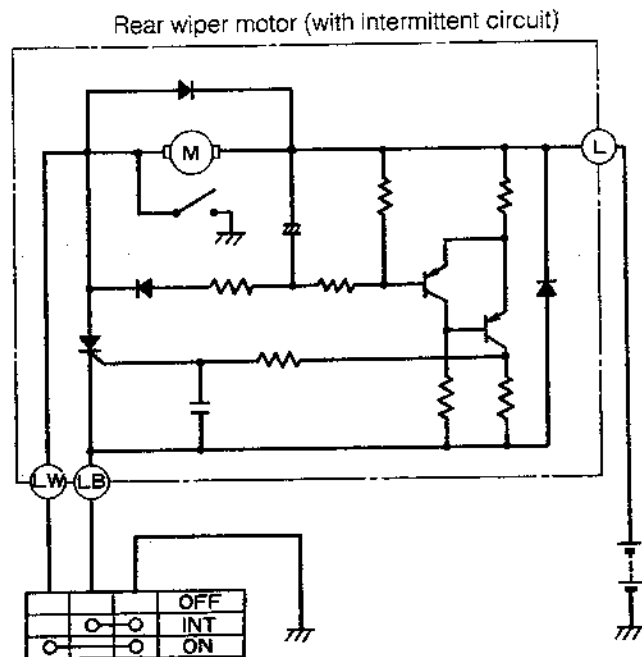 Rear wiper motor (with intermittent circuit)
M
L
LW
LB
OFF
INT
ON